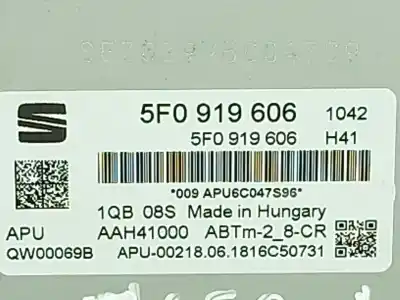 5F0 919 606 1042
5F0 919 606 H41
*009 APU6C047S96*
1QB 08S Made in Hungary
APU AAH41000 ABTm-2_8-CR
QW00069B APU-00218.06.1816C50731